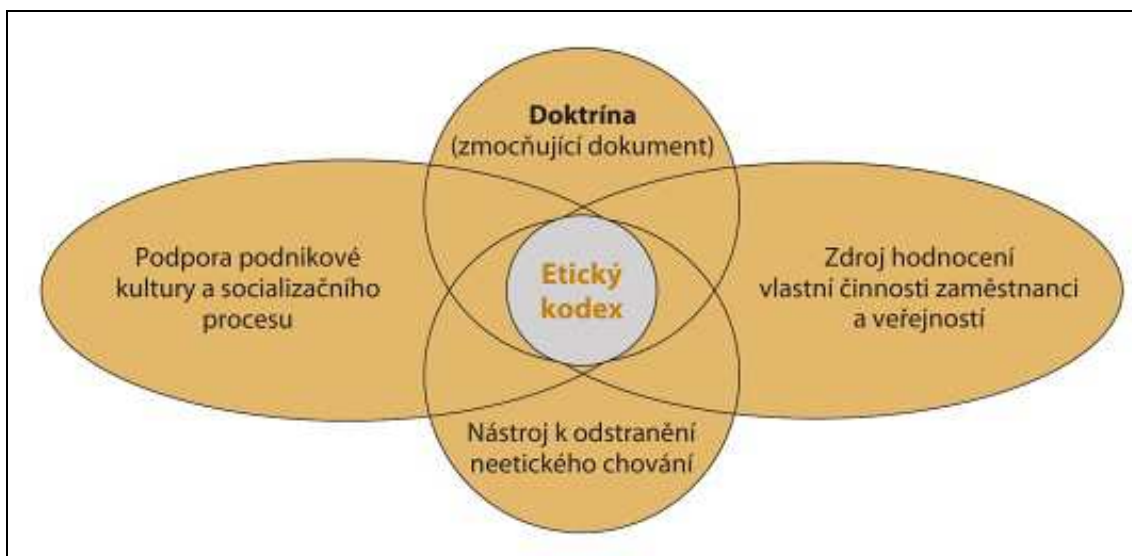 Doktrína
(zmocňující dokument)
Podpora podnikové
kultury a socializačního
procesu
Etický
kodex
Zdroj hodnocení
vlastní činnosti zaměstnanci
a veřejností
Nástroj k odstranění
neetického chování